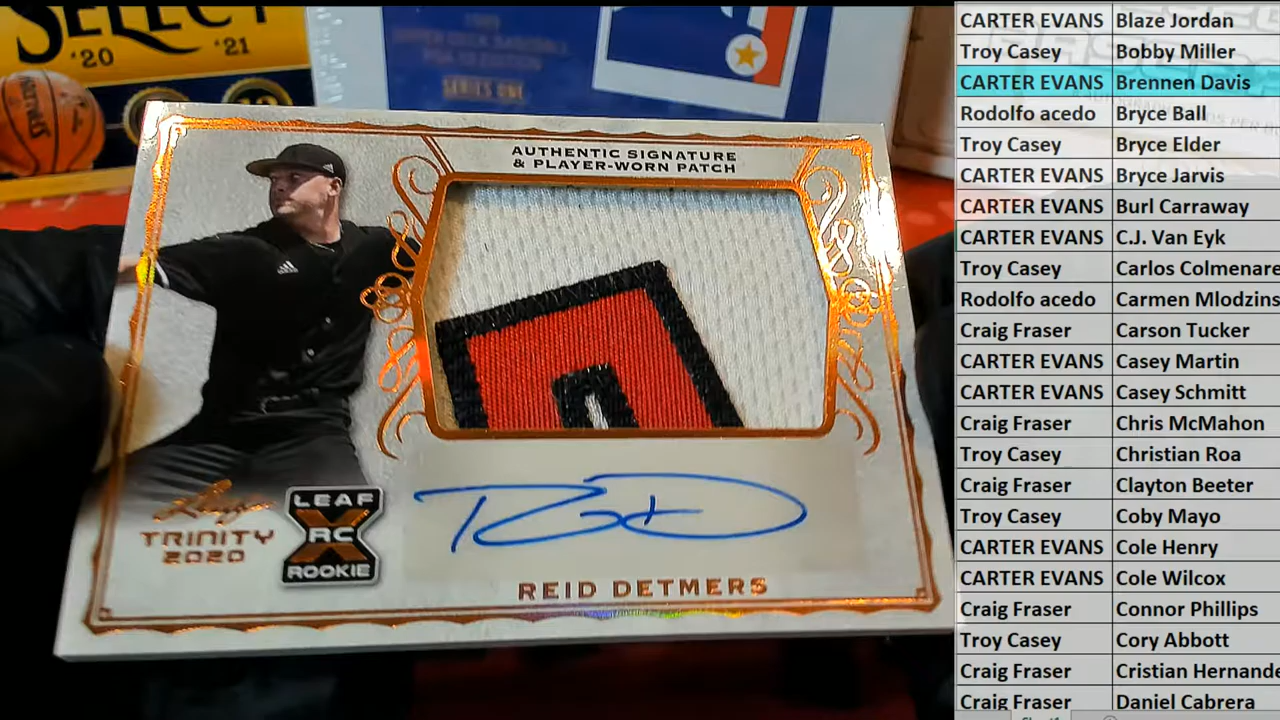 SELECT
'20 '21
SERIES ONE
AUTHENTIC SIGNATURE
& PLAYER-WORN PATCH
Leaf
TRINITY
2020
LEAF
RC
ROOKIE
REID DETMERS
CARTER EVANS Blaze Jordan
Troy Casey Bobby Miller
CARTER EVANS Brennen Davis
Rodolfo acedo Bryce Ball
Troy Casey Bryce Elder
CARTER EVANS Bryce Jarvis
CARTER EVANS Burl Carraway
CARTER EVANS C.J. Van Eyk
Troy Casey Carlos Colmenare
Rodolfo acedo Carmen Mlodzins
Craig Fraser Carson Tucker
CARTER EVANS Casey Martin
CARTER EVANS Casey Schmitt
Craig Fraser Chris McMahon
Troy Casey Christian Roa
Craig Fraser Clayton Beeter
Troy Casey Coby Mayo
CARTER EVANS Cole Henry
CARTER EVANS Cole Wilcox
Craig Fraser Connor Phillips
Troy Casey Cory Abbott
Craig Fraser Cristian Hernande
Craig Fraser Daniel Cabrera